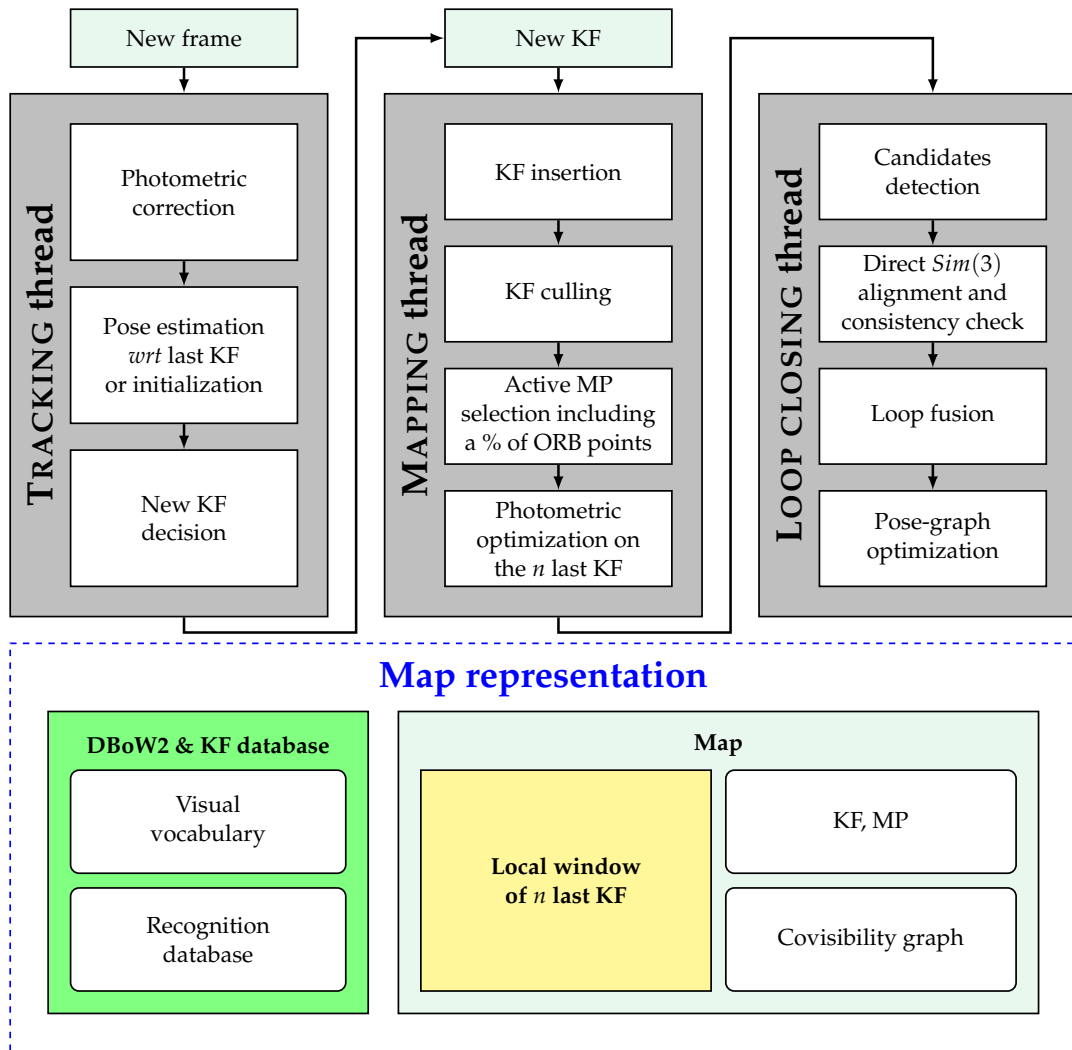 New frame
TRACKING thread
Photometric
correction
Pose estimation
wrt last KF
or initialization
New KF
decision
New KF
MAPPING thread
KF insertion
KF culling
Active MP
selection including
a % of ORB points
Photometric
optimization on
the n last KF
LOOP CLOSING thread
Candidates
detection
Direct Sim(3)
alignment and
consistency check
Loop fusion
Pose-graph
optimization
Map representation
DBoW2 & KF database
Visual
vocabulary
Recognition
database
Map
Local window
of n last KF
KF, MP
Covisibility graph